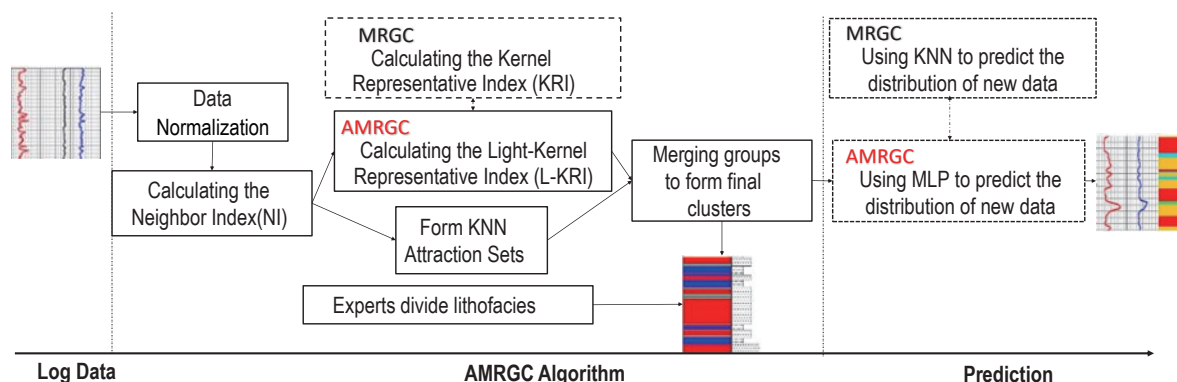 MRGC
Calculating the Kernel
Representative Index (KRI)
MRGC
Using KNN to predict the
distribution of new data
Data
Normalization
AMRGC
Calculating the Light-Kernel
Representative Index (L-KRI)
Merging groups
to form final
clusters
AMRGC
Using MLP to predict the
distribution of new data
Calculating the
Neighbor Index(NI)
Form KNN
Attraction Sets
Experts divide lithofacies
Log Data
AMRGC Algorithm
Prediction